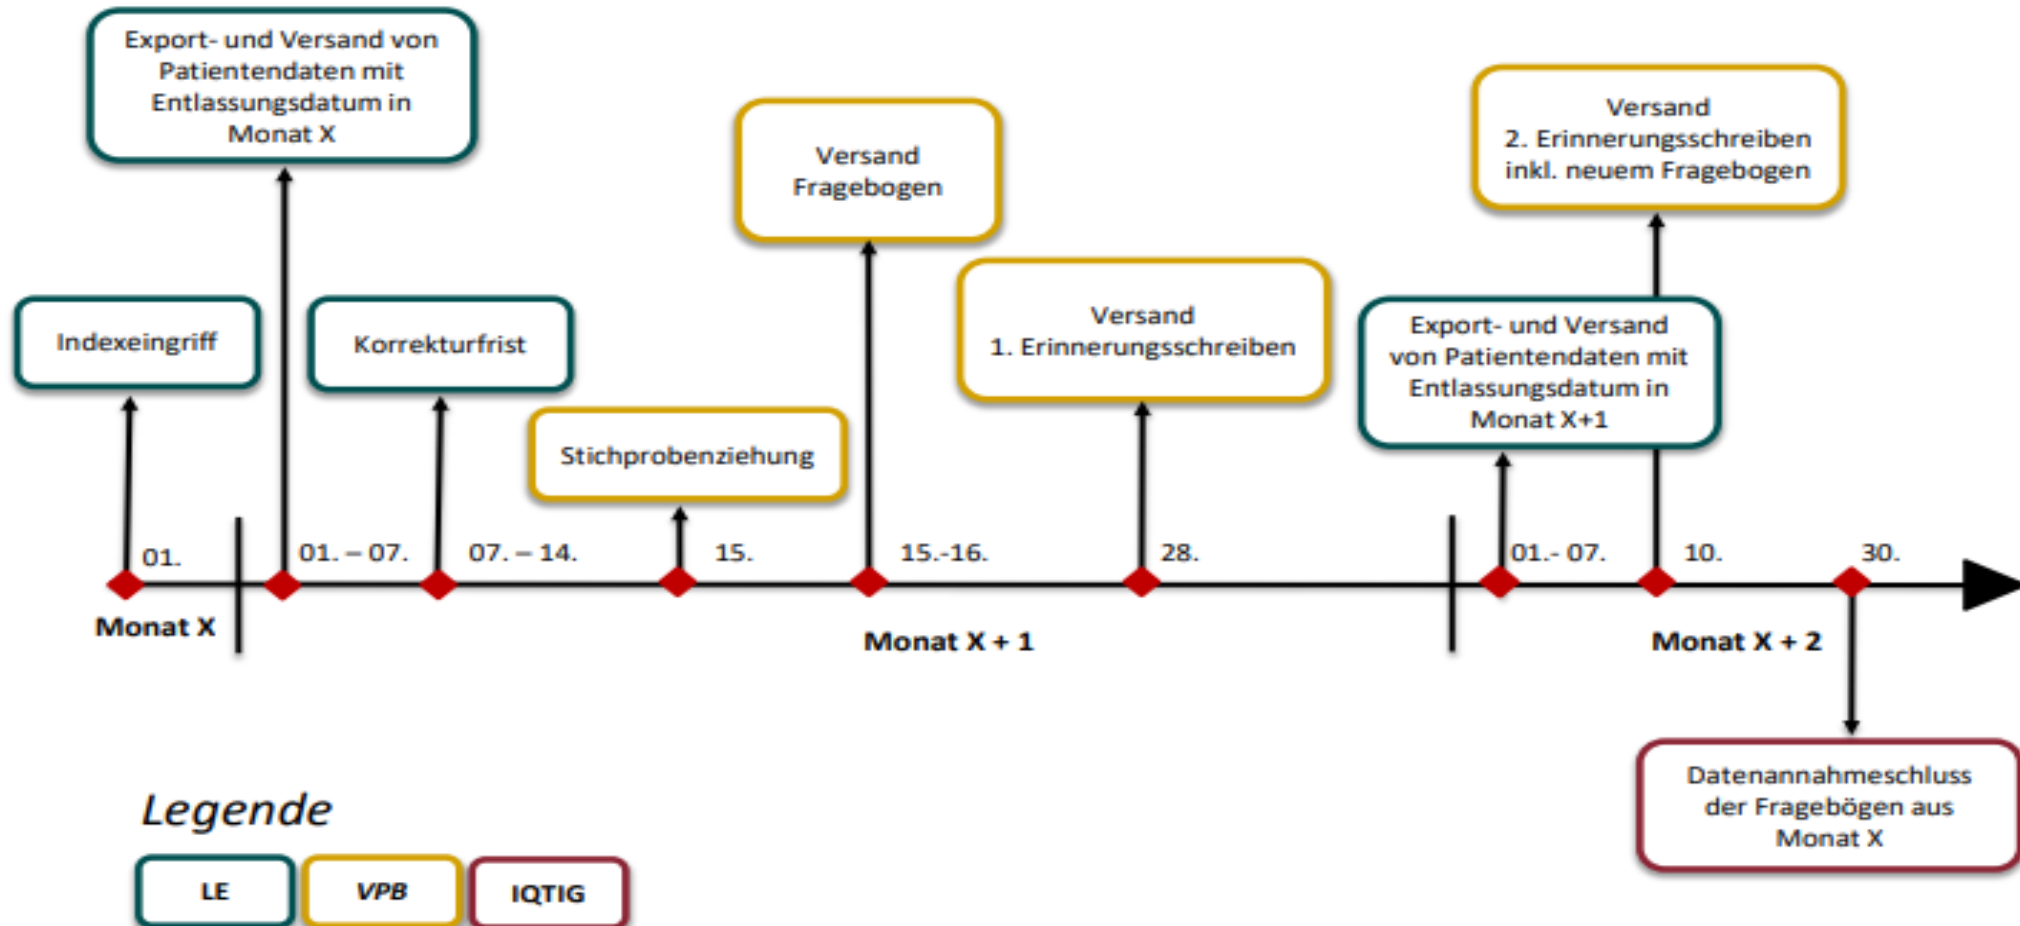 Export- und Versand von
Patientendaten mit
Entlassungsdatum in
Monat X
Versand
Fragebogen
Versand
2. Erinnerungsschreiben
inkl. neuem Fragebogen
Indexeingriff
Korrekturfrist
Versand
1. Erinnerungsschreiben
Export- und Versand
von Patientendaten mit
Entlassungsdatum in
Monat X+1
Stichprobenziehung
01.
01. – 07.
07. – 14.
15.
15.-16.
28.
01.- 07.
10.
30.
Monat X
Monat X + 1
Monat X + 2
Datenannahmeschluss
der Fragebögen aus
Monat X
Legende
LE
VPB
IQTIG